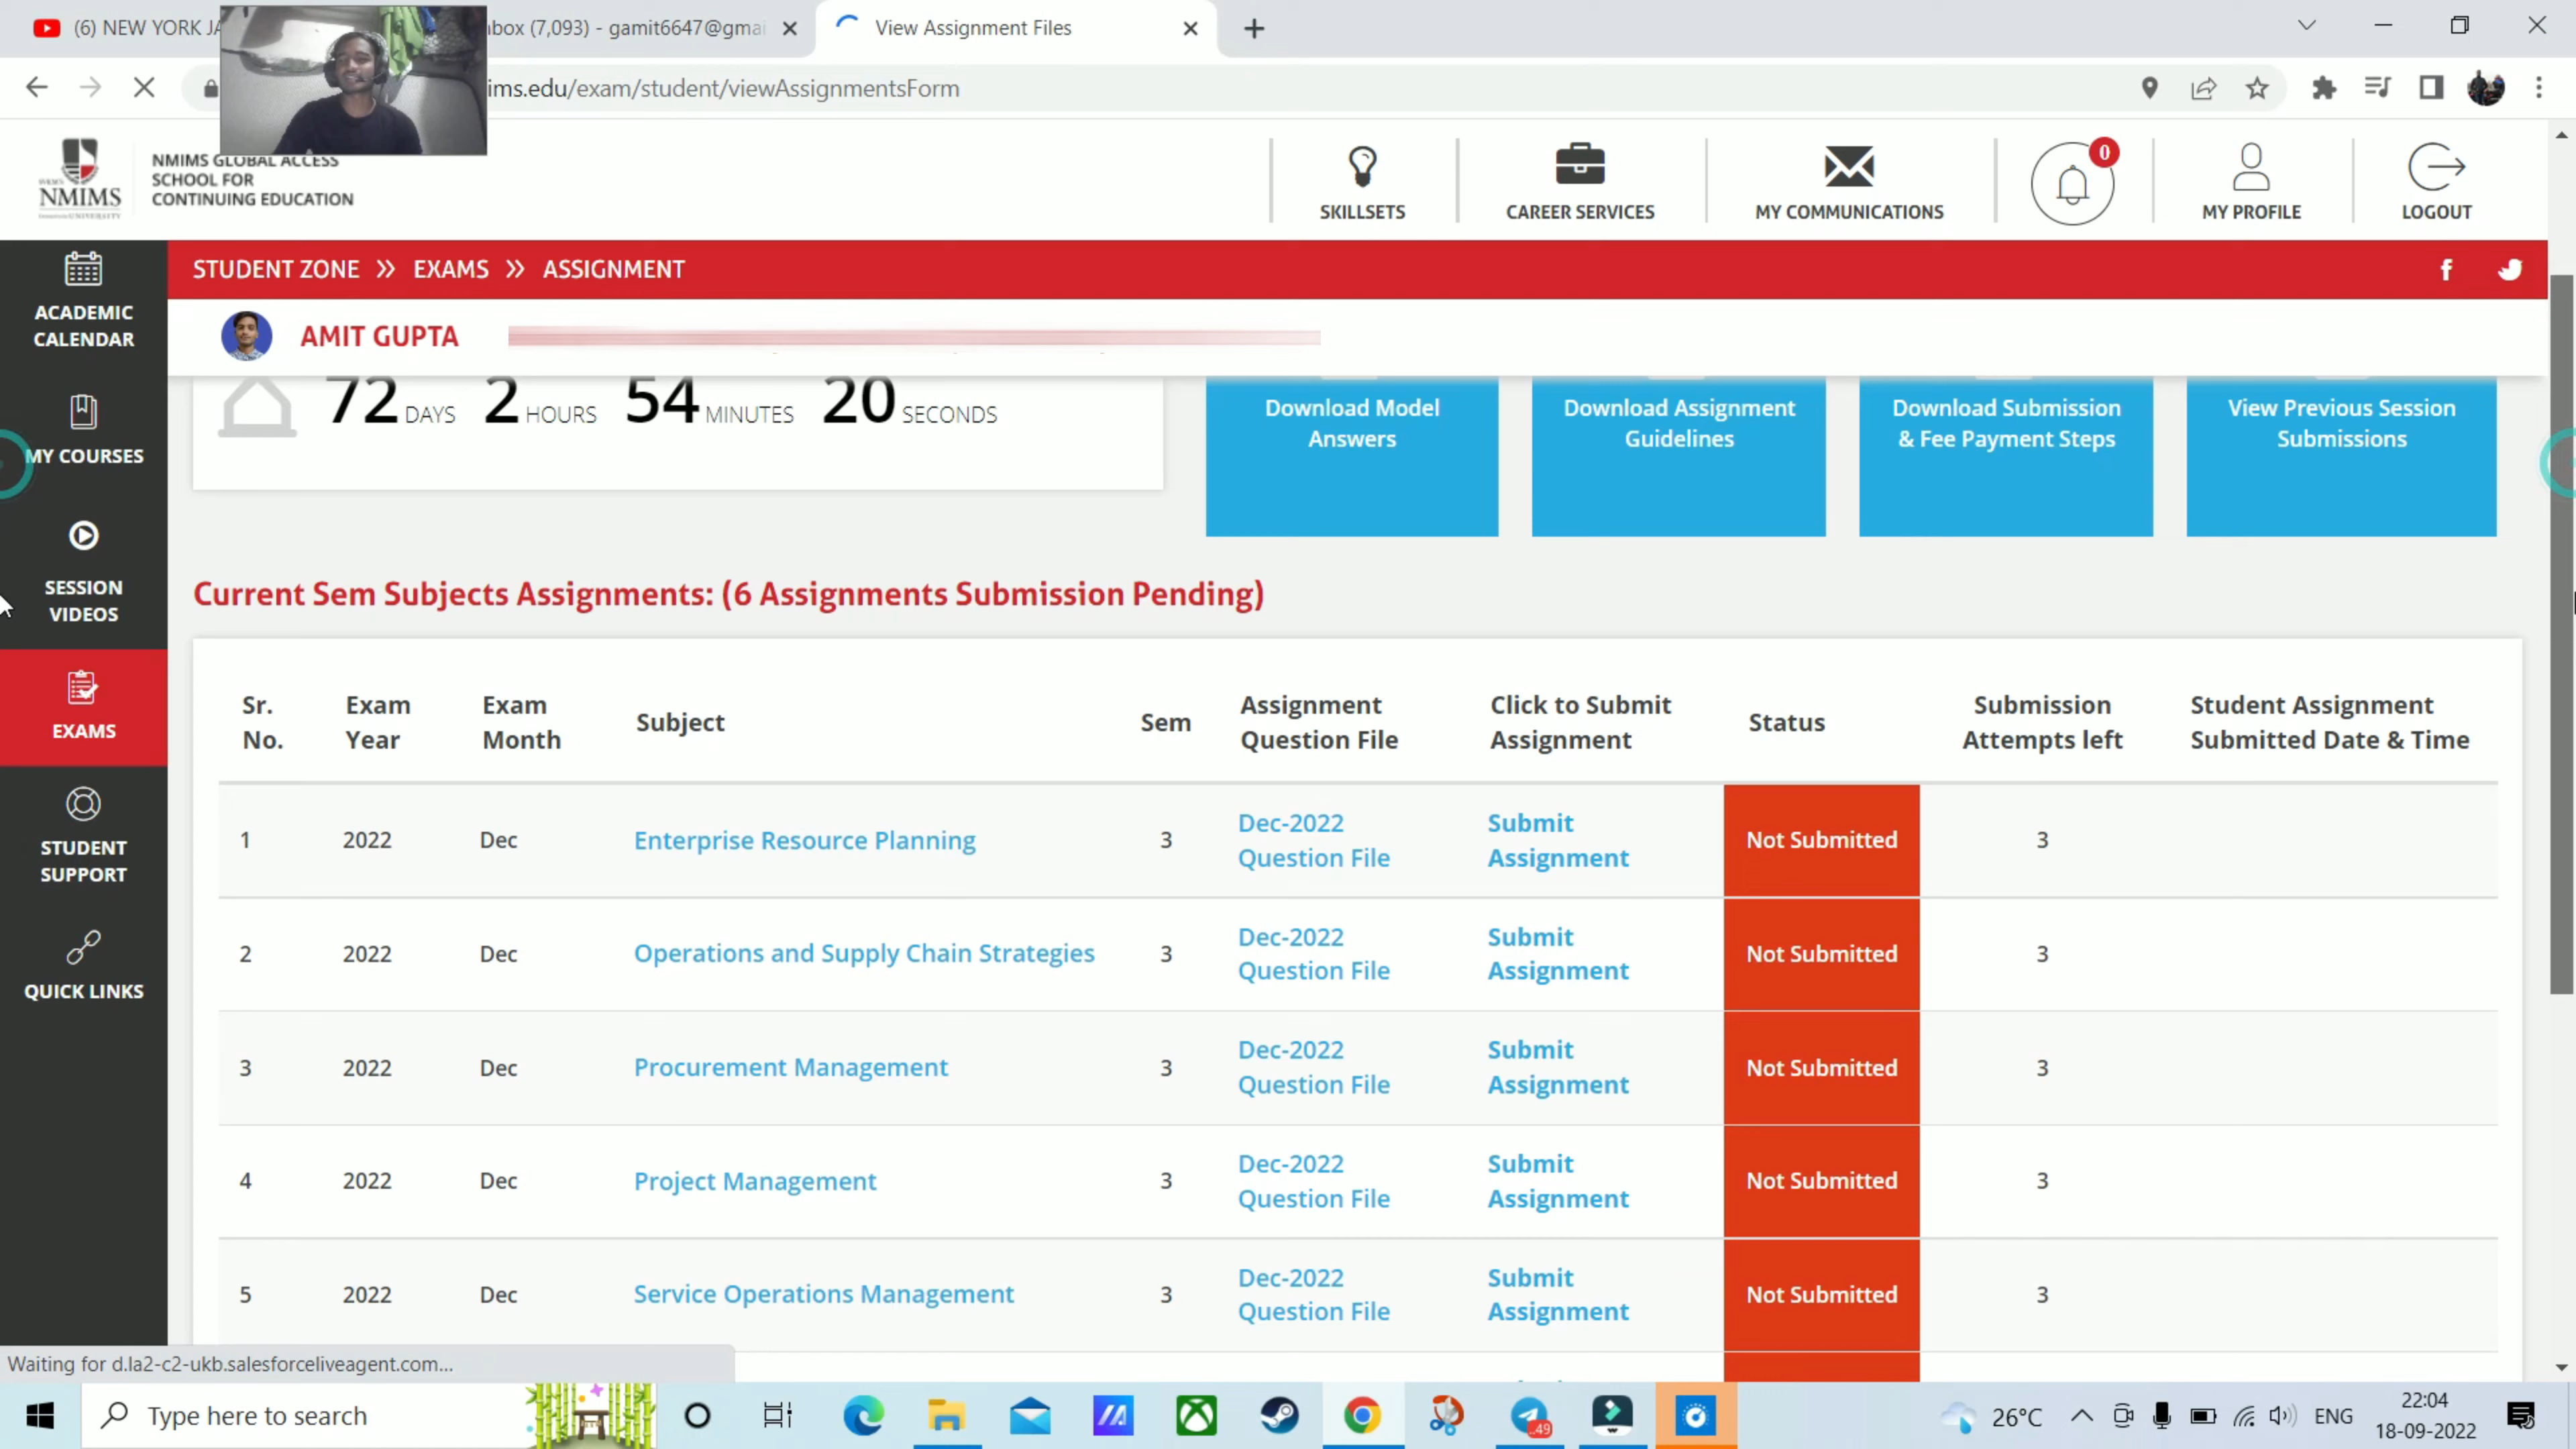 (6) NEW YORK JA
nbox (7,093) - gamit6647@gmai
View Assignment Files
ims.edu/exam/student/viewAssignmentsForm
SVKM'S
NMIMS
NMIMS GLOBAL ACCESS
SCHOOL FOR
CONTINUING EDUCATION
SKILLSETS
CAREER SERVICES
MY COMMUNICATIONS
0
MY PROFILE
LOGOUT
STUDENT ZONE » EXAMS » ASSIGNMENT
ACADEMIC
CALENDAR
MY COURSES
SESSION
VIDEOS
EXAMS
STUDENT
SUPPORT
QUICK LINKS
AMIT GUPTA
72 DAYS 2 HOURS 54 MINUTES 20 SECONDS
Download Model
Answers
Download Assignment
Guidelines
Download Submission
& Fee Payment Steps
View Previous Session
Submissions
Current Sem Subjects Assignments: (6 Assignments Submission Pending)
Sr.
No.
Exam
Year
Exam
Month
Subject
Sem
Assignment
Question File
Click to Submit
Assignment
Status
Submission
Attempts left
Student Assignment
Submitted Date & Time
1
2022
Dec
Enterprise Resource Planning
3
Dec-2022
Question File
Submit
Assignment
Not Submitted
3
2
2022
Dec
Operations and Supply Chain Strategies
3
Dec-2022
Question File
Submit
Assignment
Not Submitted
3
3
2022
Dec
Procurement Management
3
Dec-2022
Question File
Submit
Assignment
Not Submitted
3
4
2022
Dec
Project Management
3
Dec-2022
Question File
Submit
Assignment
Not Submitted
3
5
2022
Dec
Service Operations Management
3
Dec-2022
Question File
Submit
Assignment
Not Submitted
3
Waiting for d.la2-c2-ukb.salesforceliveagent.com...
Type here to search
..49
26°C
ENG
22:04
18-09-2022